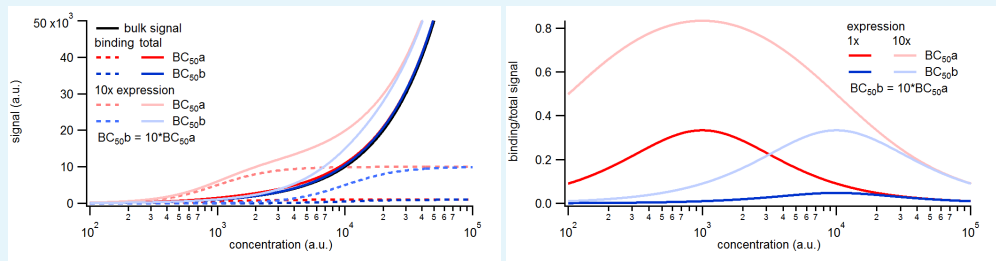 50 x10³
40
30
20
10
0
signal (a.u.)
bulk signal
binding total
BC₅₀a
BC₅₀b
10x expression
BC₅₀a
BC₅₀b
BC₅₀b = 10*BC₅₀a
10² 2 3 4 5 6 7 10³ 2 3 4 5 6 7 10⁴ 2 3 4 5 6 7 10⁵
concentration (a.u.)
0.8
0.6
0.4
0.2
0.0
binding/total signal
expression
1x 10x
BC₅₀a
BC₅₀b
BC₅₀b = 10*BC₅₀a
10² 2 3 4 5 6 7 10³ 2 3 4 5 6 7 10⁴ 2 3 4 5 6 7 10⁵
concentration (a.u.)